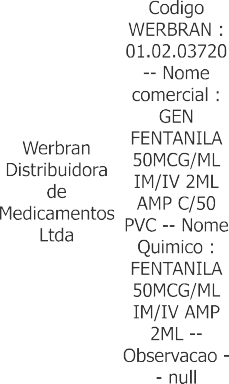 Werbran
Distribuidora
de
Medicamentos
Ltda
Codigo
WERBRAN :
01.02.03720
-- Nome
comercial :
GEN
FENTANILA
50MCG/ML
IM/IV 2ML
AMP C/50
PVC -- Nome
Quimico :
FENTANILA
50MCG/ML
IM/IV AMP
2ML --
Observacao -
- null